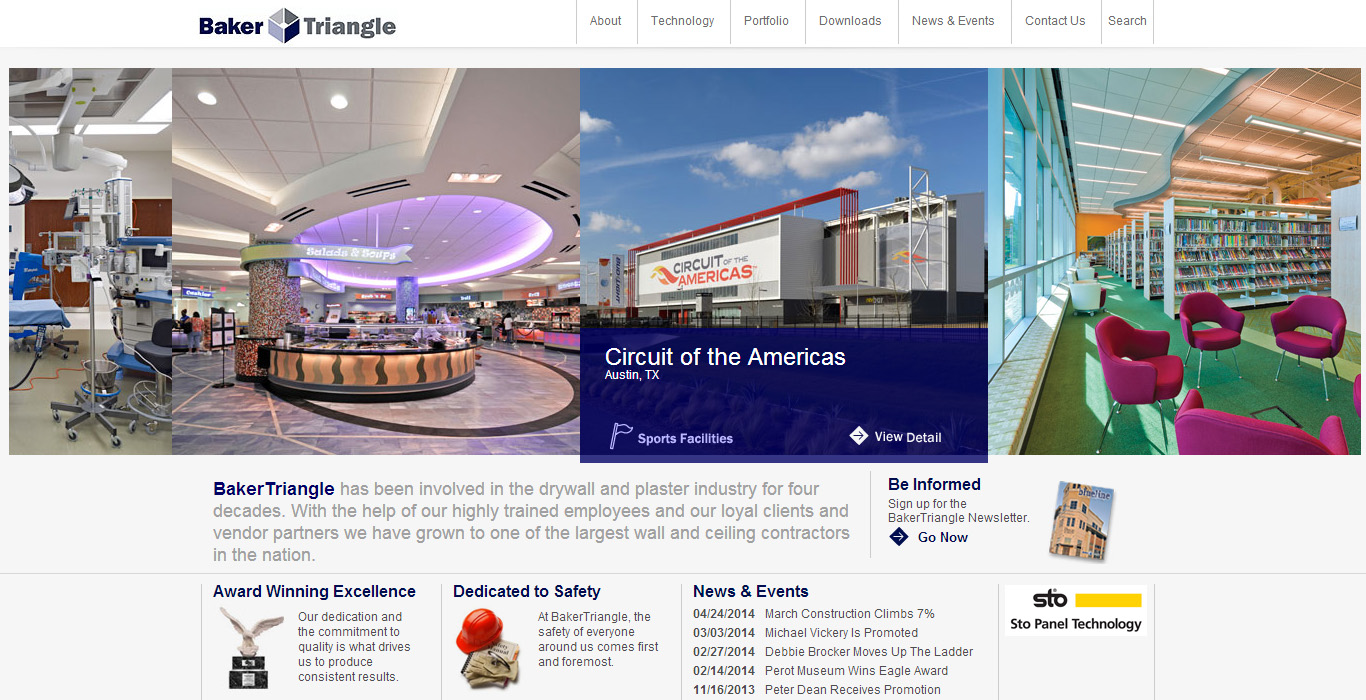 Baker Triangle
About Technology Portfolio Downloads News & Events Contact Us Search
Salads & Soups
CIRCUIT OF THE
AMERICAS
Circuit of the Americas
Austin, TX
Sports Facilities
View Detail
BakerTriangle has been involved in the drywall and plaster industry for four
decades. With the help of our highly trained employees and our loyal clients and
vendor partners we have grown to one of the largest wall and ceiling contractors
in the nation.
Be Informed
Sign up for the
BakerTriangle Newsletter.
Go Now
blueline
Award Winning Excellence
Our dedication and
the commitment to
quality is what drives
us to produce
consistent results.
Dedicated to Safety
At BakerTriangle, the
safety of everyone
around us comes first
and foremost.
News & Events
04/24/2014 March Construction Climbs 7%
03/03/2014 Michael Vickery Is Promoted
02/27/2014 Debbie Brocker Moves Up The Ladder
02/14/2014 Perot Museum Wins Eagle Award
11/16/2013 Peter Dean Receives Promotion
sto
Sto Panel Technology